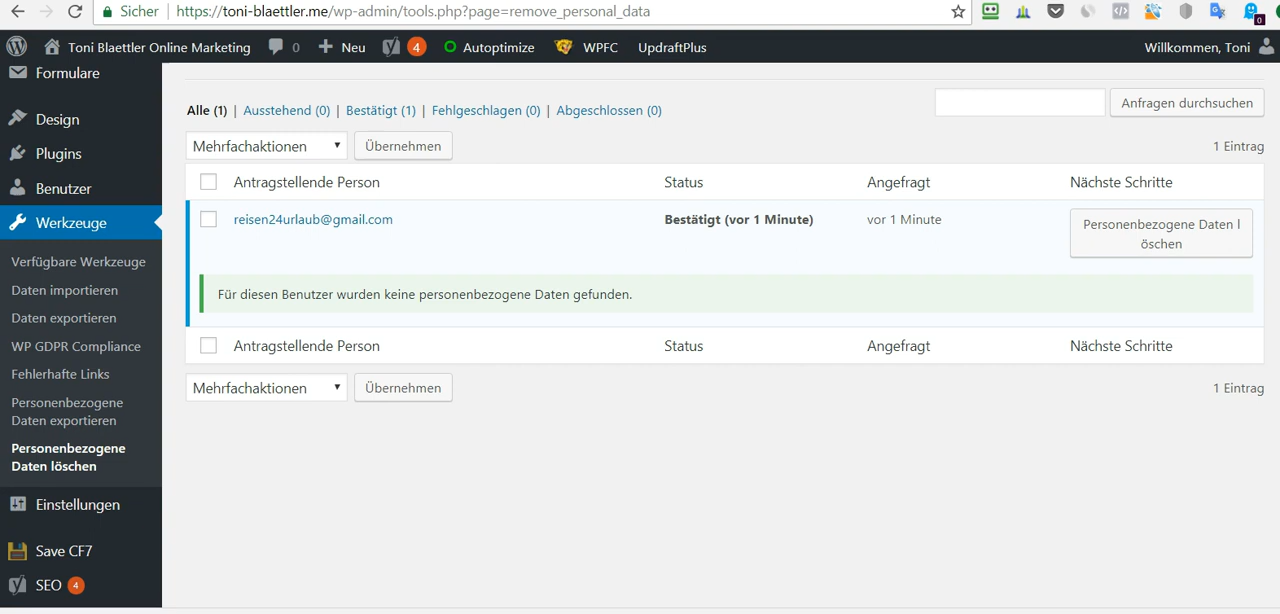 Sicher | https://toni-blaettler.me/wp-admin/tools.php?page=remove_personal_data
0
Toni Blaettler Online Marketing 0 Neu 4 Autoptimize WPFC UpdraftPlus Willkommen, Toni
Formulare
Design
Plugins
Benutzer
Werkzeuge
Verfügbare Werkzeuge
Daten importieren
Daten exportieren
WP GDPR Compliance
Fehlerhafte Links
Personenbezogene
Daten exportieren
Personenbezogene
Daten löschen
Einstellungen
Save CF7
SEO 4
Alle (1) | Ausstehend (0) | Bestätigt (1) | Fehlgeschlagen (0) | Abgeschlossen (0)
Anfragen durchsuchen
Mehrfachaktionen Übernehmen 1 Eintrag
Antragstellende Person Status Angefragt Nächste Schritte
reisen24urlaub@gmail.com Bestätigt (vor 1 Minute) vor 1 Minute Personenbezogene Daten l
öschen
Für diesen Benutzer wurden keine personenbezogene Daten gefunden.
Antragstellende Person Status Angefragt Nächste Schritte
Mehrfachaktionen Übernehmen 1 Eintrag